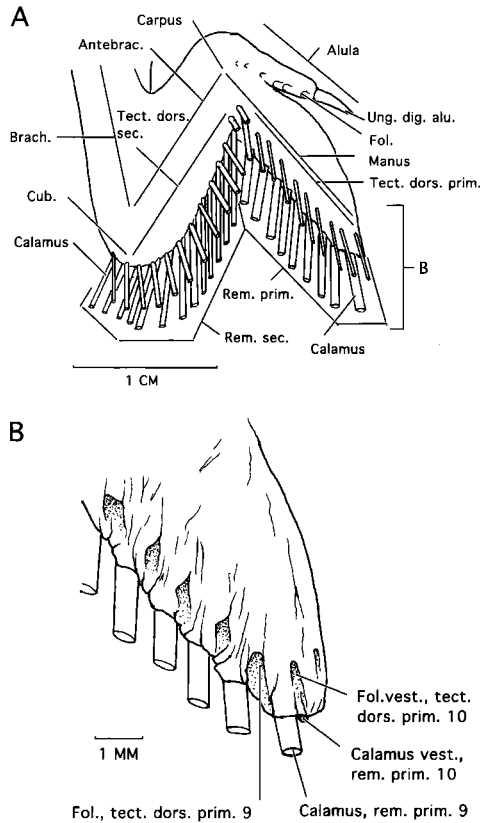 A
Carpus
Antebrac.
Alula
Tect. dors.
sec.
Brach.
Ung. dig. alu.
Fol.
Manus
Tect. dors. prim.
Cub.
Calamus
B
Rem. prim.
Rem. sec.
Calamus
1 CM
B
Fol.vest., tect.
dors. prim. 10
1 MM
Calamus vest.,
rem. prim. 10
Fol., tect. dors. prim. 9
Calamus, rem. prim. 9